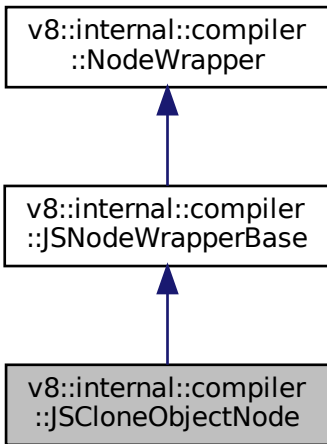 v8::internal::compiler
::NodeWrapper
v8::internal::compiler
::JSNodeWrapperBase
v8::internal::compiler
::JSCloneObjectNode